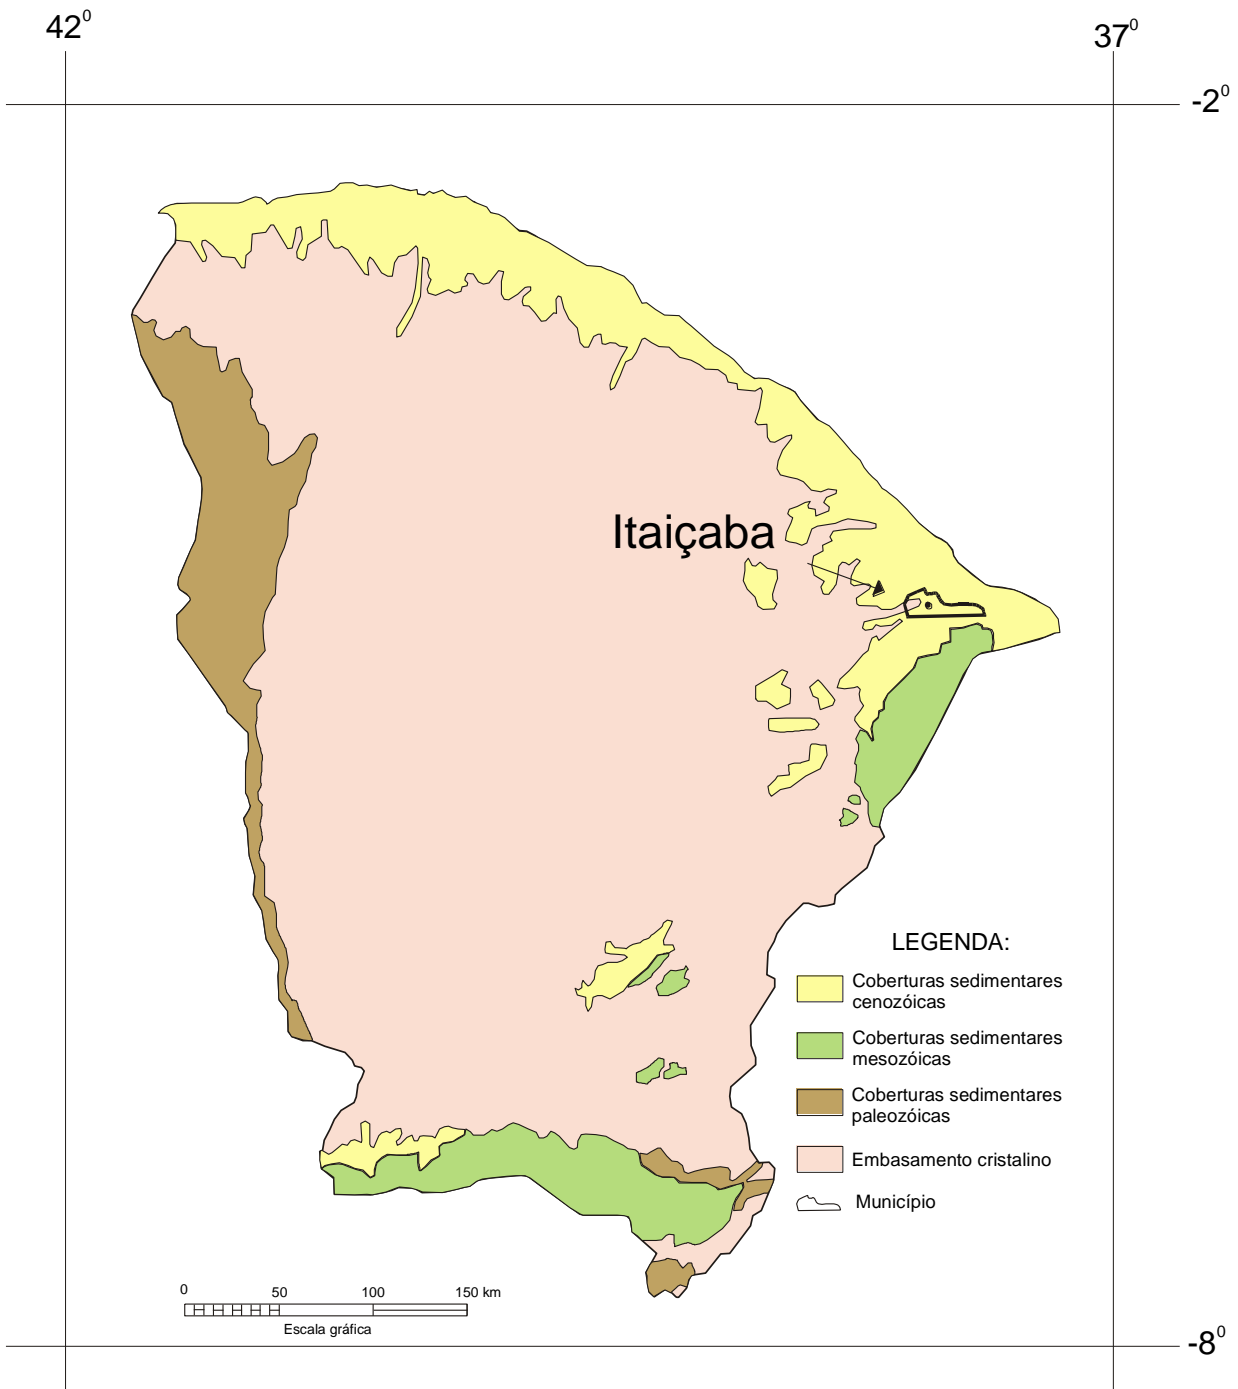 42⁰
37⁰
-2⁰
Itaiçaba
LEGENDA:
Coberturas sedimentares
cenozóicas
Coberturas sedimentares
mesozóicas
Coberturas sedimentares
paleozóicas
Embasamento cristalino
Município
0 50 100 150 km
Escala gráfica
-8⁰